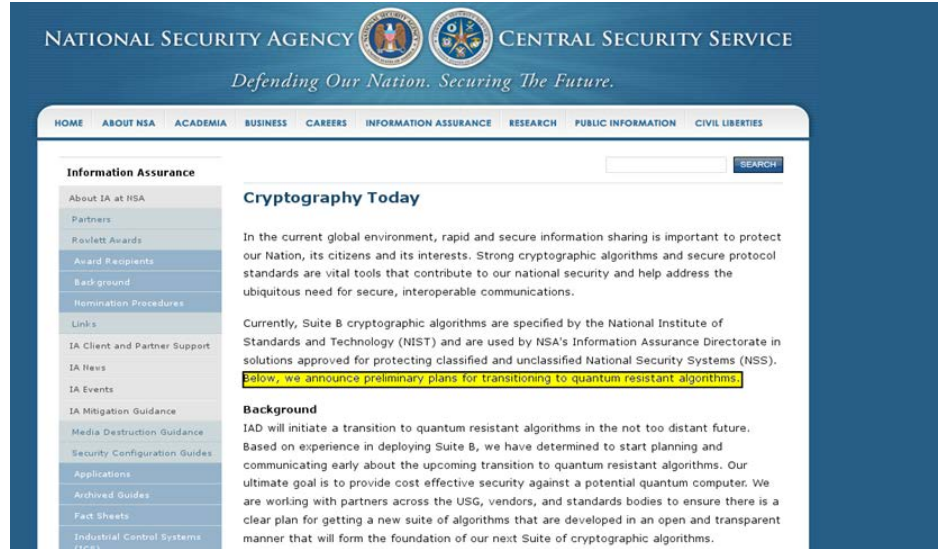 NATIONAL SECURITY AGENCY CENTRAL SECURITY SERVICE
Defending Our Nation. Securing The Future.
HOME ABOUT NSA ACADEMIA BUSINESS CAREERS INFORMATION ASSURANCE RESEARCH PUBLIC INFORMATION CIVIL LIBERTIES
SEARCH
Information Assurance
About IA at NSA
Partners
Rowlett Awards
Award Recipients
Background
Nomination Procedures
Links
IA Client and Partner Support
IA News
IA Events
IA Mitigation Guidance
Media Destruction Guidance
Security Configuration Guides
Applications
Archived Guides
Fact Sheets
Industrial Control Systems
(ICS)
Cryptography Today
In the current global environment, rapid and secure information sharing is important to protect
our Nation, its citizens and its interests. Strong cryptographic algorithms and secure protocol
standards are vital tools that contribute to our national security and help address the
ubiquitous need for secure, interoperable communications.
Currently, Suite B cryptographic algorithms are specified by the National Institute of
Standards and Technology (NIST) and are used by NSA's Information Assurance Directorate in
solutions approved for protecting classified and unclassified National Security Systems (NSS).
Below, we announce preliminary plans for transitioning to quantum resistant algorithms.
Background
IAD will initiate a transition to quantum resistant algorithms in the not too distant future.
Based on experience in deploying Suite B, we have determined to start planning and
communicating early about the upcoming transition to quantum resistant algorithms. Our
ultimate goal is to provide cost effective security against a potential quantum computer. We
are working with partners across the USG, vendors, and standards bodies to ensure there is a
clear plan for getting a new suite of algorithms that are developed in an open and transparent
manner that will form the foundation of our next Suite of cryptographic algorithms.